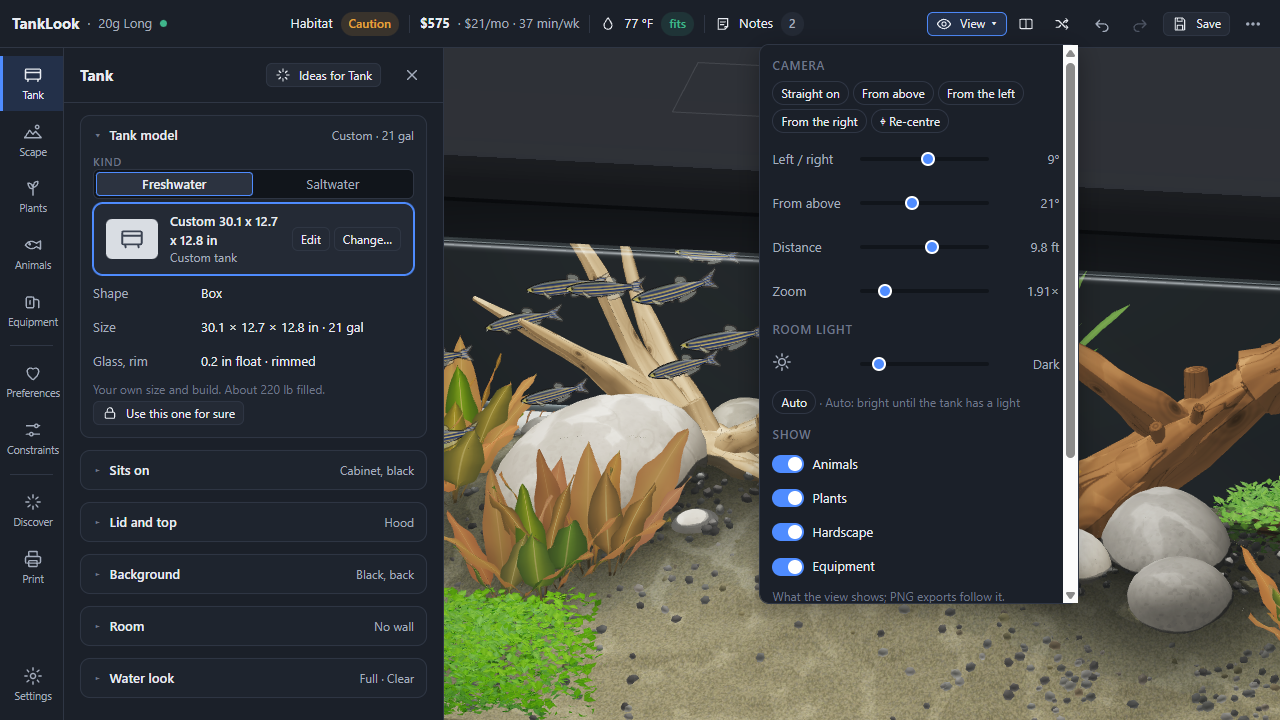 TankLook · 20g Long
Habitat Caution $575 · $21/mo · 37 min/wk 77 °F fits Notes 2
View Save
Tank
Scape
Plants
Animals
Equipment
Preferences
Constraints
Discover
Print
Settings
Tank
Ideas for Tank
Tank model Custom · 21 gal
KIND
Freshwater Saltwater
Custom 30.1 x 12.7
x 12.8 in
Custom tank
Edit Change...
Shape Box
Size 30.1 × 12.7 × 12.8 in · 21 gal
Glass, rim 0.2 in float · rimmed
Your own size and build. About 220 lb filled.
Use this one for sure
Sits on Cabinet, black
Lid and top Hood
Background Black, back
Room No wall
Water look Full · Clear
CAMERA
Straight on From above From the left
From the right Re-centre
Left / right 9°
From above 21°
Distance 9.8 ft
Zoom 1.91×
ROOM LIGHT
Dark
Auto · Auto: bright until the tank has a light
SHOW
Animals
Plants
Hardscape
Equipment
What the view shows; PNG exports follow it.